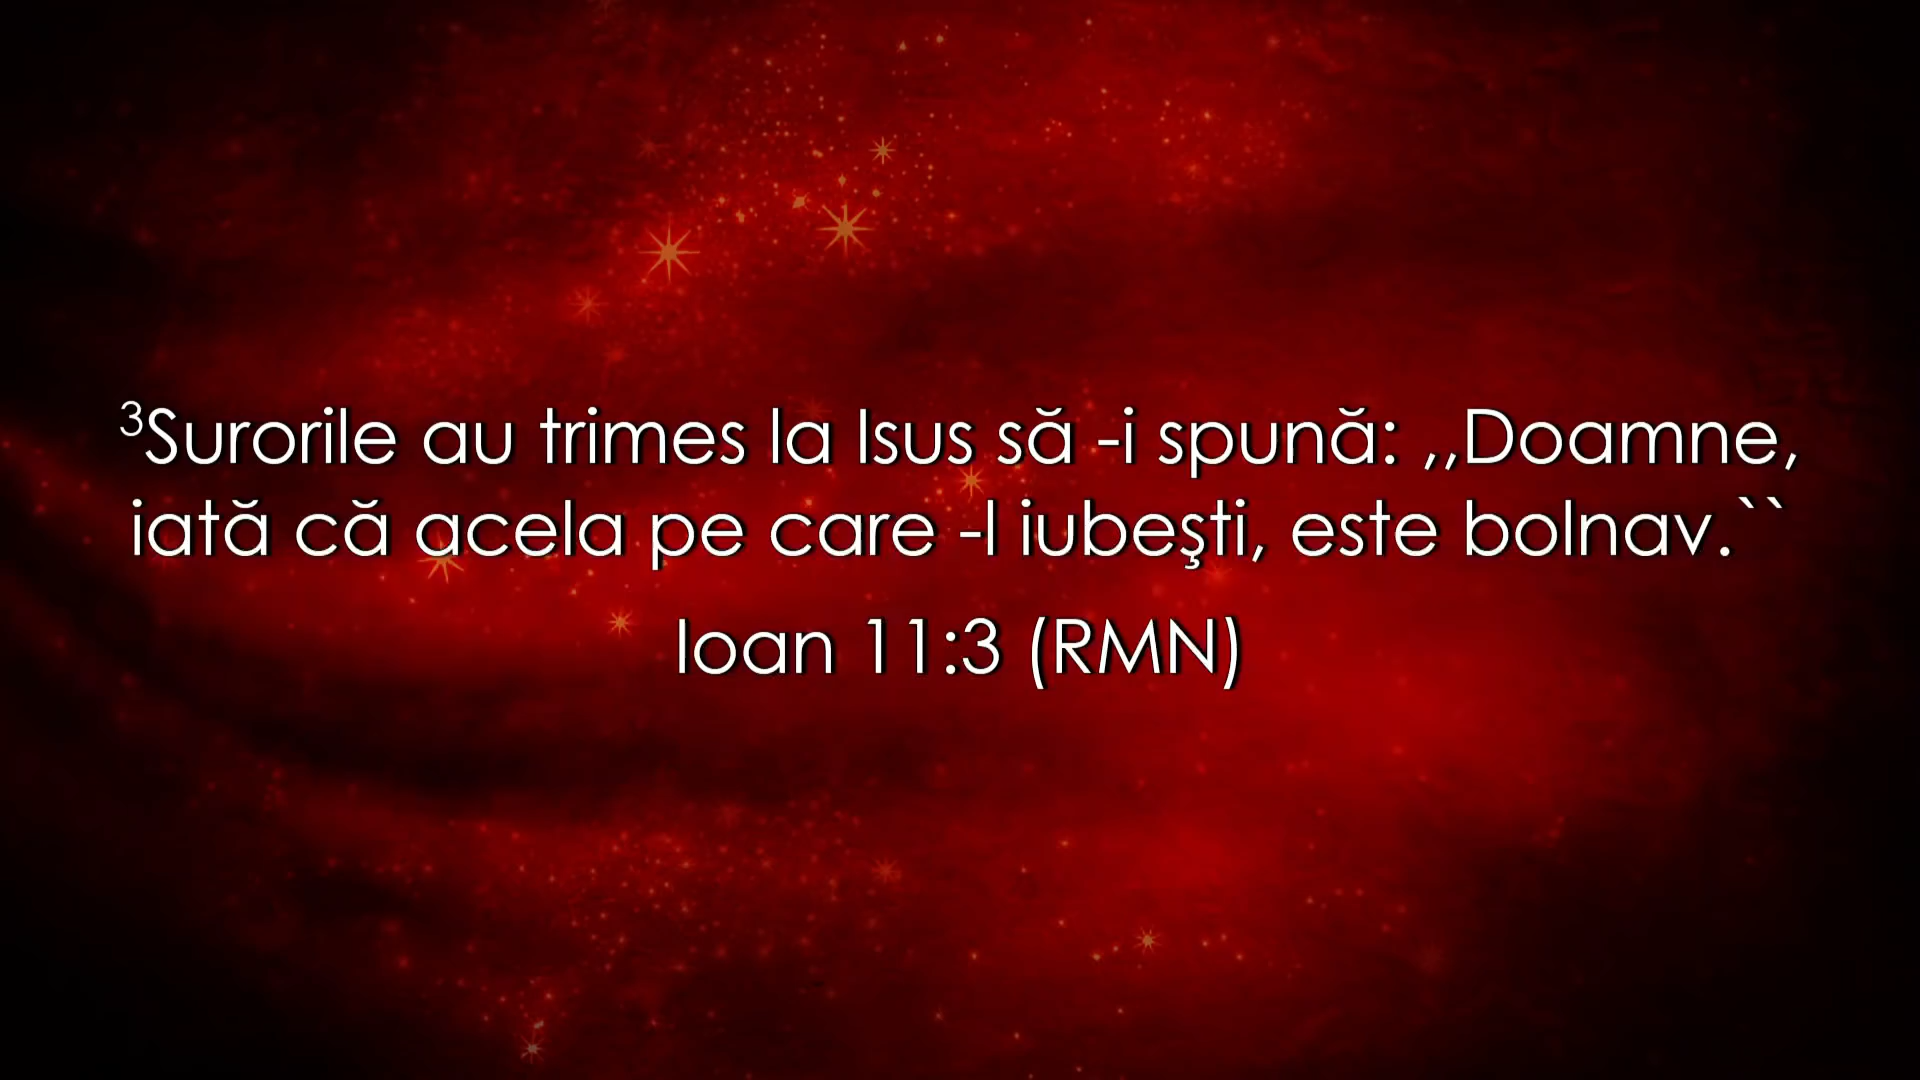 ³Surorile au trimes la Isus să -i spună: ,,Doamne,
iată că acela pe care -l iubeşti, este bolnav.``
Ioan 11:3 (RMN)